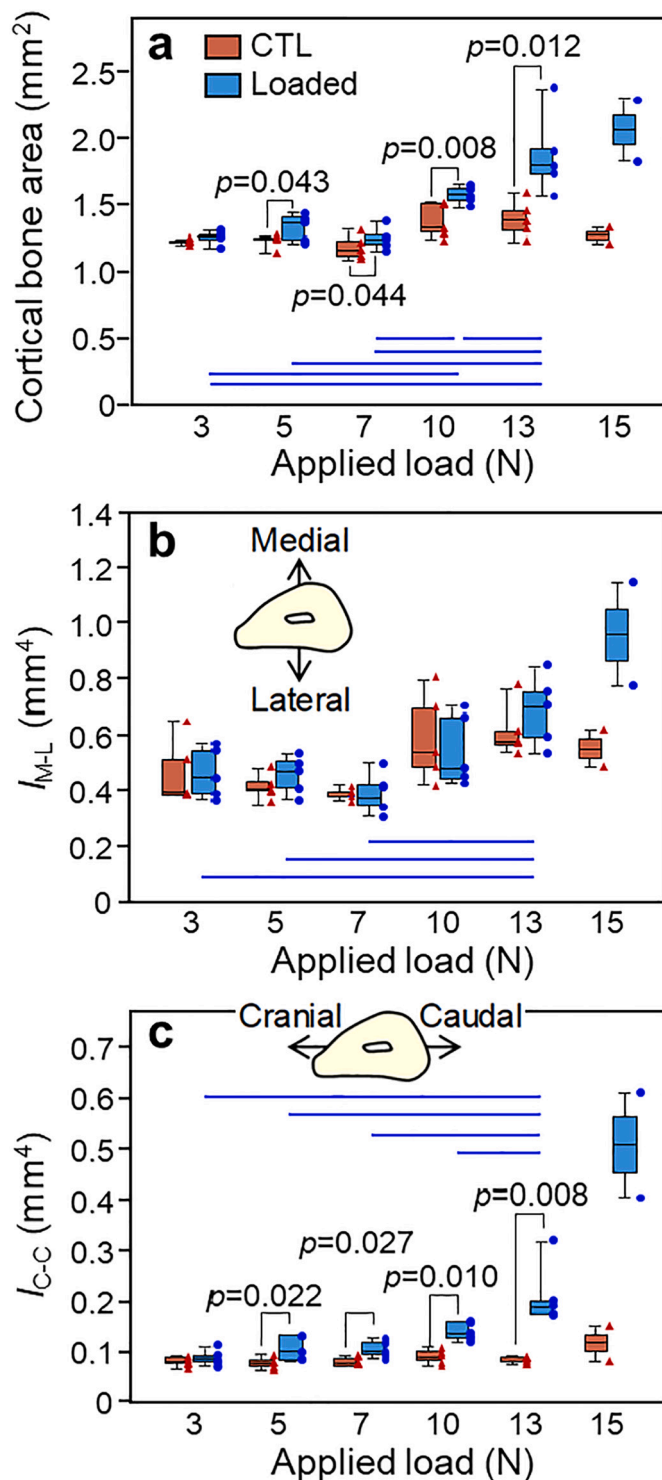 a
CTL
Loaded
p=0.012
p=0.008
p=0.043
p=0.044
Cortical bone area (mm²)
2.5
2.0
1.5
1.0
0.5
0
3 5 7 10 13 15
Applied load (N)
b
Medial
Lateral
I M-L (mm⁴)
1.4
1.2
1.0
0.8
0.6
0.4
0.2
0
3 5 7 10 13 15
Applied load (N)
c
Cranial Caudal
p=0.008
p=0.027
p=0.010
p=0.022
I C-C (mm⁴)
0.7
0.6
0.5
0.4
0.3
0.2
0.1
0
3 5 7 10 13 15
Applied load (N)